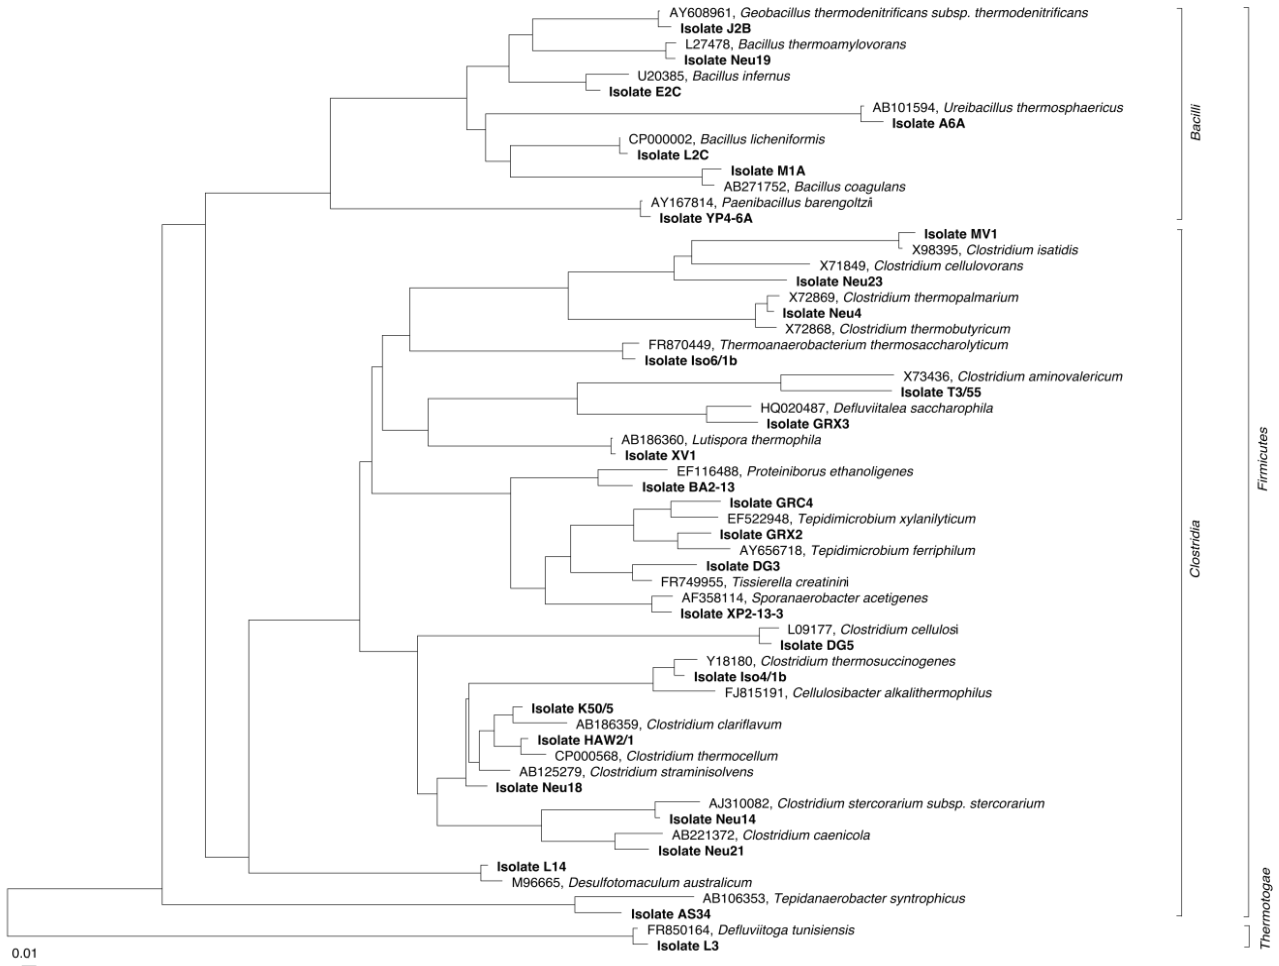 AY608961, Geobacillus thermodenitrificans subsp. thermodenitrificans
Isolate J2B
L27478, Bacillus thermoamylovorans
Isolate Neu19
U20385, Bacillus infernus
Isolate E2C
AB101594, Ureibacillus thermosphaericus
Isolate A6A
CP000002, Bacillus licheniformis
Isolate L2C
Isolate M1A
AB271752, Bacillus coagulans
AY167814, Paenibacillus barengoltzii
Isolate YP4-6A
Bacilli
Isolate MV1
X98395, Clostridium isatidis
X71849, Clostridium cellulovorans
Isolate Neu23
X72869, Clostridium thermopalmarium
Isolate Neu4
X72868, Clostridium thermobutyricum
FR870449, Thermoanaerobacterium thermosaccharolyticum
Isolate Iso6/1b
X73436, Clostridium aminovalericum
Isolate T3/55
HQ020487, Defluviitalea saccharophila
Isolate GRX3
AB186360, Lutispora thermophila
Isolate XV1
EF116488, Proteiniborus ethanoligenes
Isolate BA2-13
Isolate GRC4
EF522948, Tepidimicrobium xylanilyticum
Isolate GRX2
AY656718, Tepidimicrobium ferriphilum
Isolate DG3
FR749955, Tissierella creatinini
AF358114, Sporanaerobacter acetigenes
Isolate XP2-13-3
L09177, Clostridium cellulosi
Isolate DG5
Y18180, Clostridium thermosuccinogenes
Isolate Iso4/1b
FJ815191, Cellulosibacter alkalithermophilus
Isolate K50/5
AB186359, Clostridium clariflavum
Isolate HAW2/1
CP000568, Clostridium thermocellum
AB125279, Clostridium straminisolvens
Isolate Neu18
AJ310082, Clostridium stercorarium subsp. stercorarium
Isolate Neu14
AB221372, Clostridium caenicola
Isolate Neu21
Isolate L14
M96665, Desulfotomaculum australicum
AB106353, Tepidanaerobacter syntrophicus
Isolate AS34
Clostridia
Firmicutes
FR850164, Defluviitoga tunisiensis
Isolate L3
Thermotogae
0.01